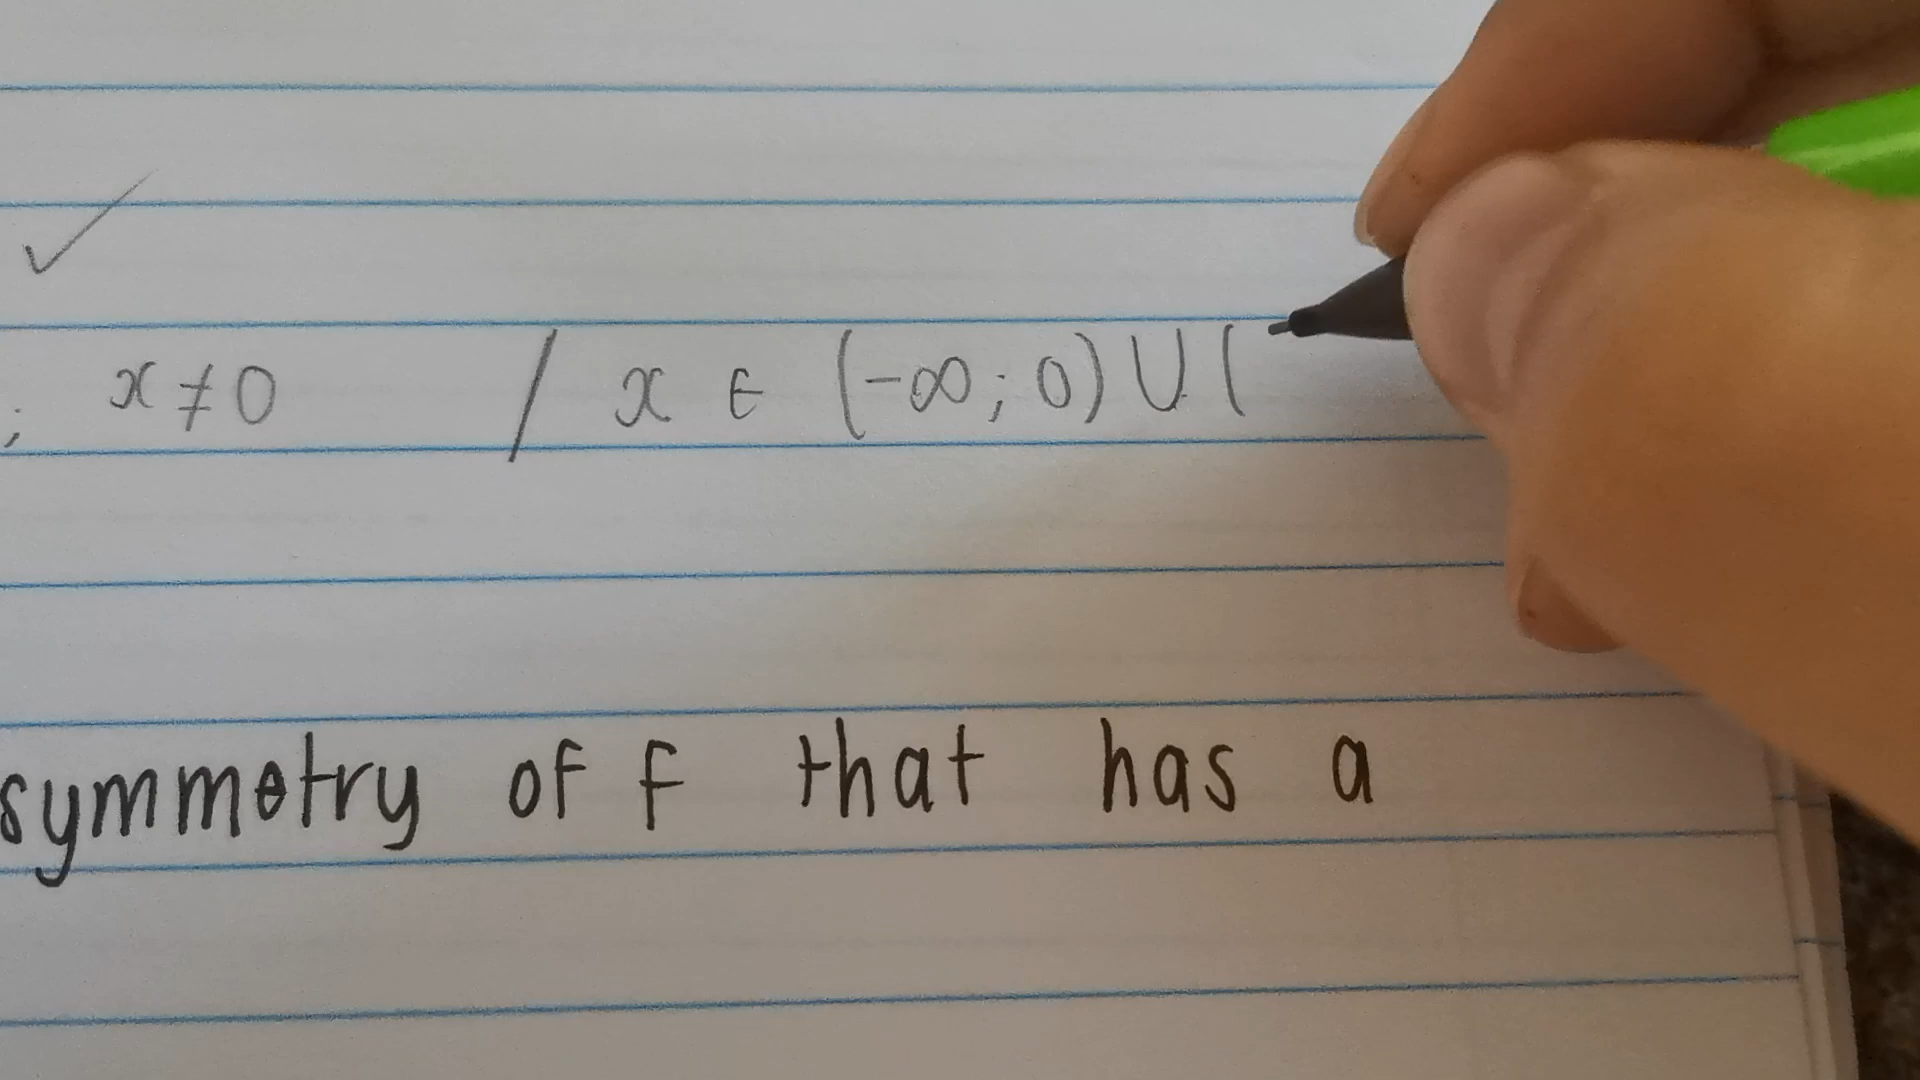 ; x ≠ 0 / x ∈ (-∞; 0) ∪ (
symmetry of f that has a